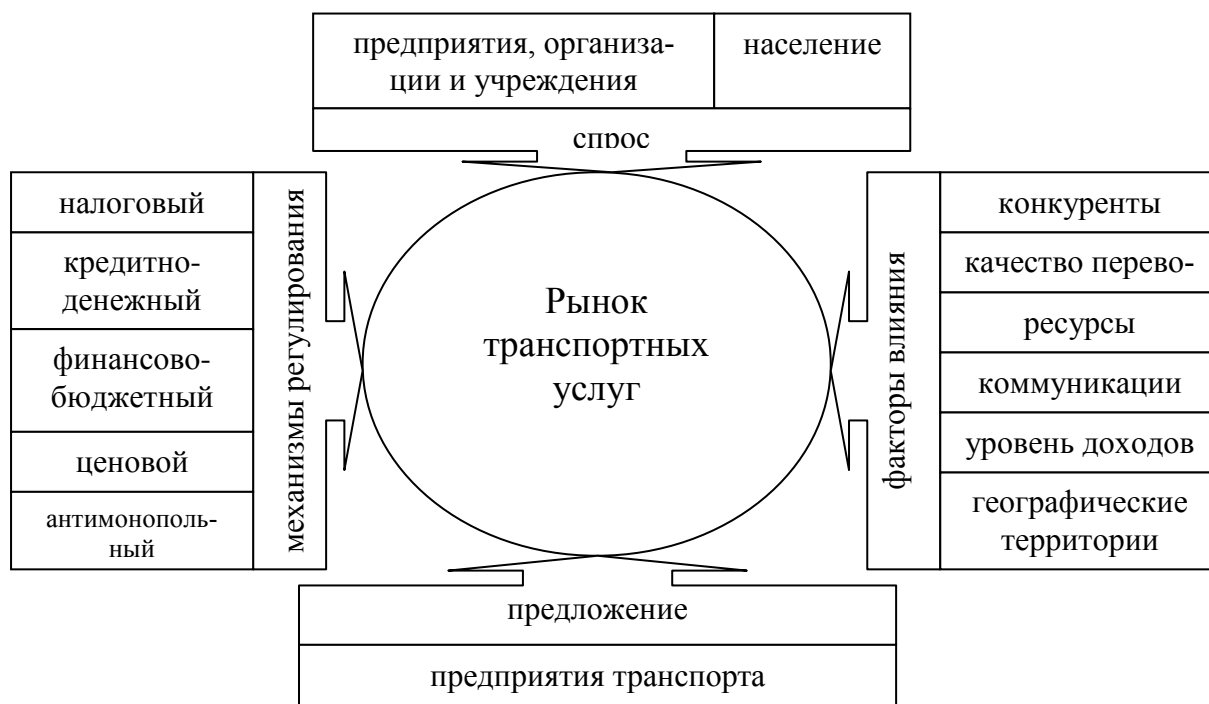 предприятия, организа-
ции и учреждения
население
спрос
налоговый
кредитно-
денежный
финансово-
бюджетный
ценовой
антимонополь-
ный
механизмы регулирования
Рынок
транспортных
услуг
факторы влияния
конкуренты
качество перево-
ресурсы
коммуникации
уровень доходов
географические
территории
предложение
предприятия транспорта